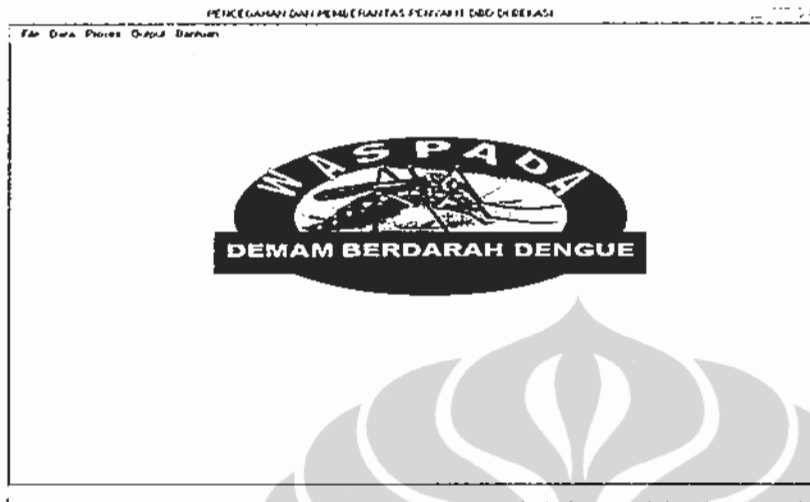 PENCEGAHAN DAN PEMBERANTAS PENYAKIT DBD DI BEKASI
File Data Proses Output Bantuan
WASPADA
DEMAM BERDARAH DENGUE